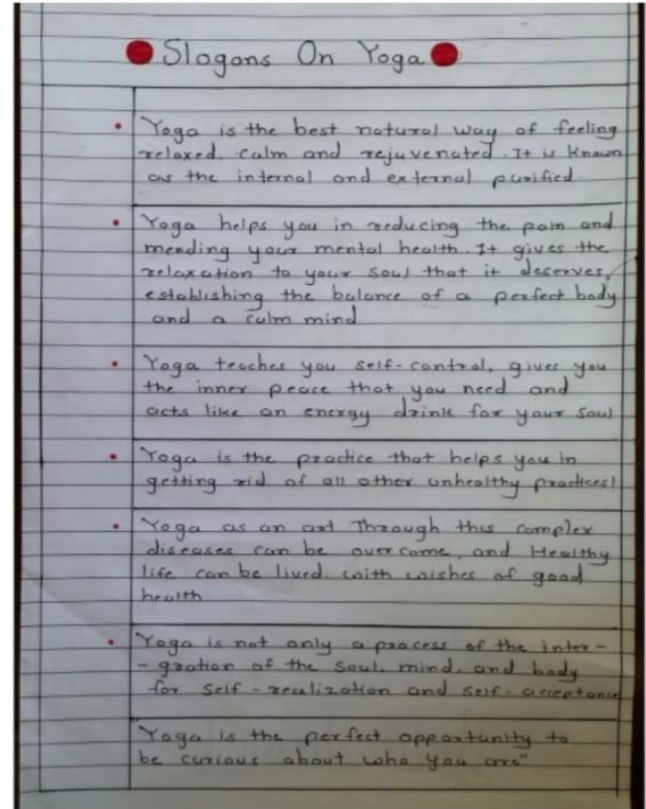 Slogans On Yoga
Yoga is the best natural way of feeling
relaxed, calm and rejuvenated. It is Known
as the internal and external purified.
Yoga helps you in reducing the pain and
mending your mental health. It gives the
relaxation to your soul that it deserves,
establishing the balance of a perfect body
and a calm mind
Yoga teaches you self-control, gives you
the inner peace that you need and
acts like an energy drink for your soul
Yoga is the practice that helps you in
getting rid of all other unhealthy practices!
Yoga as an art Through this complex
diseases can be overcome, and Healthy
life can be lived with wishes of good
health
Yoga is not only a process of the inter-
-gration of the soul, mind, and body
for self-realization and self-acceptance
Yoga is the perfect opportunity to
be curious about who you are"